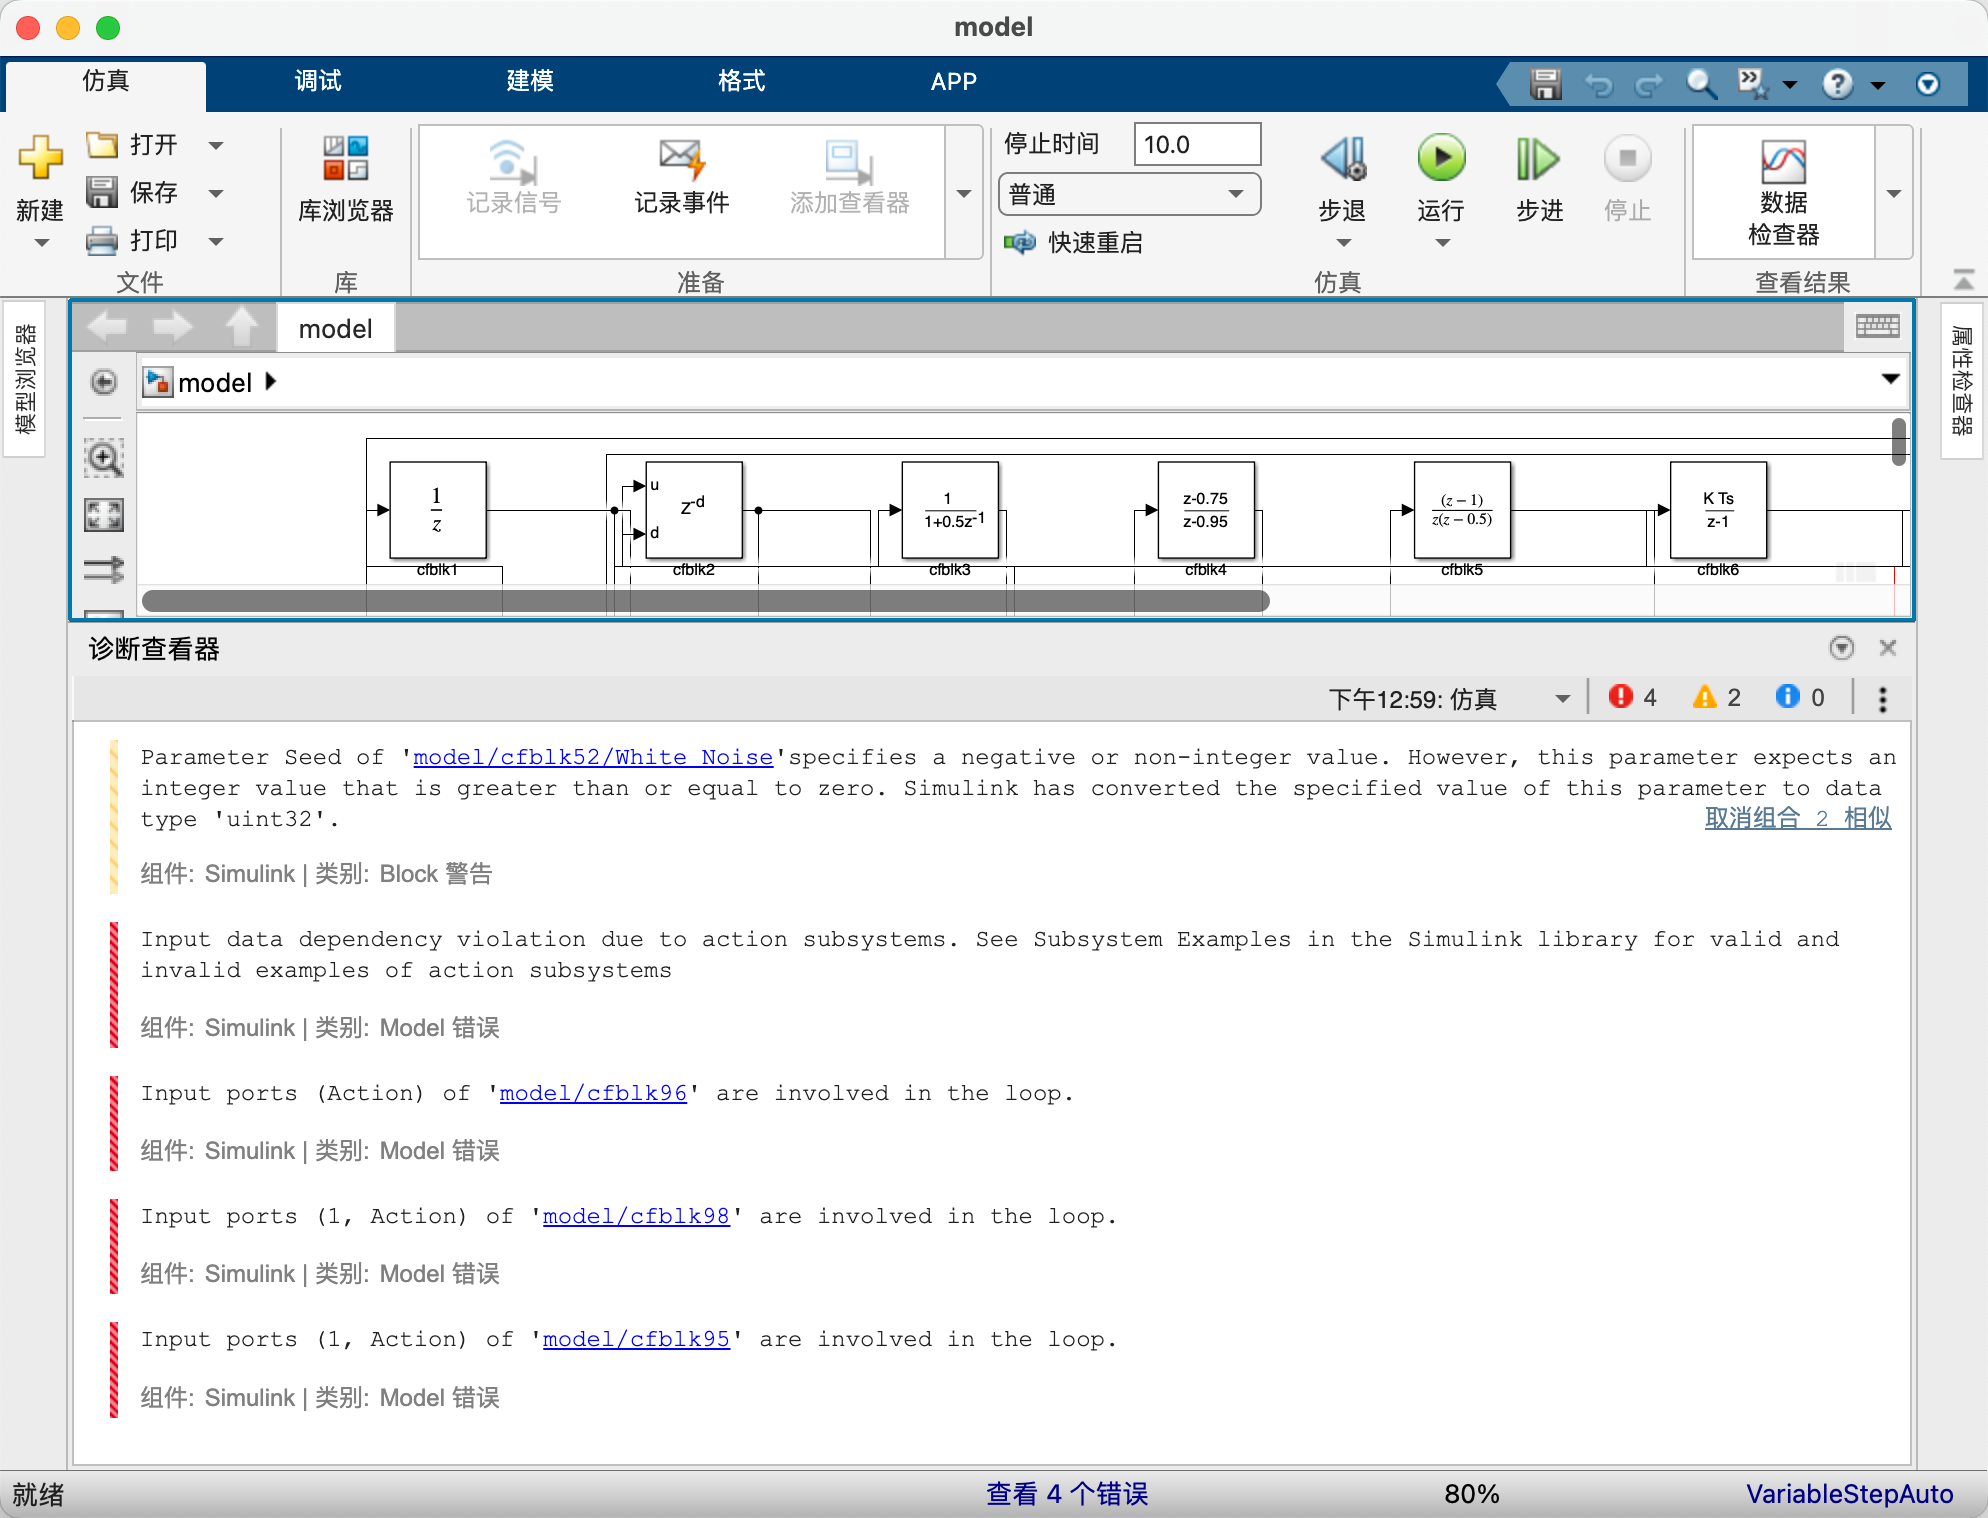 model
仿真
调试
建模
格式
APP
新建
打开
保存
打印
文件
库浏览器
库
记录信号
记录事件
添加查看器
准备
停止时间
10.0
普通
快速重启
步退
运行
步进
停止
仿真
数据
检查器
查看结果
模型浏览器
属性检查器
model
model
1
z
cfblk1
u
d
z-d
cfblk2
1
1+0.5z-1
cfblk3
z-0.75
z-0.95
cfblk4
(z − 1)
z(z − 0.5)
cfblk5
K Ts
z-1
cfblk6
诊断查看器
下午12:59: 仿真
4
2
0
Parameter Seed of 'model/cfblk52/White Noise'specifies a negative or non-integer value. However, this parameter expects an
integer value that is greater than or equal to zero. Simulink has converted the specified value of this parameter to data
type 'uint32'.
取消组合 2 相似
组件: Simulink | 类别: Block 警告
Input data dependency violation due to action subsystems. See Subsystem Examples in the Simulink library for valid and
invalid examples of action subsystems
组件: Simulink | 类别: Model 错误
Input ports (Action) of 'model/cfblk96' are involved in the loop.
组件: Simulink | 类别: Model 错误
Input ports (1, Action) of 'model/cfblk98' are involved in the loop.
组件: Simulink | 类别: Model 错误
Input ports (1, Action) of 'model/cfblk95' are involved in the loop.
组件: Simulink | 类别: Model 错误
就绪
查看 4 个错误
80%
VariableStepAuto